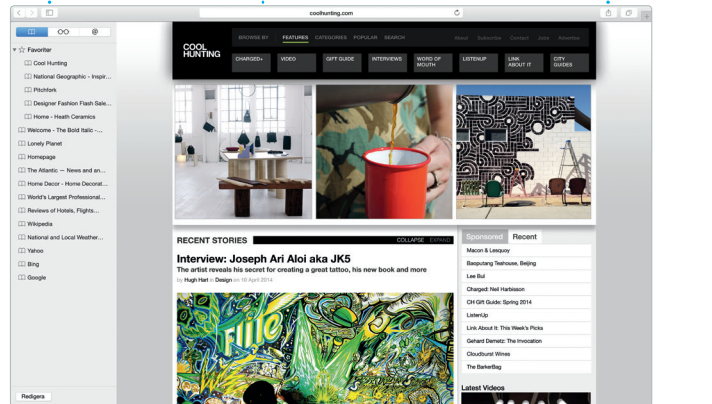 coolhunting.com
@
Favoriter
Cool Hunting
National Geographic - Inspir...
Pitchfork
Designer Fashion Flash Sale...
Home - Heath Ceramics
Welcome - The Bold Italic -...
Lonely Planet
Homepage
The Atlantic — News and an...
Home Decor - Home Decorat...
World's Largest Professional...
Reviews of Hotels, Flights...
Wikipedia
National and Local Weather...
Yahoo
Bing
Google
Redigera
COOL
HUNTING
BROWSE BY FEATURES CATEGORIES POPULAR SEARCH
About Subscribe Contact Jobs Advertise
CHARGED+ VIDEO GIFT GUIDE INTERVIEWS WORD OF MOUTH LISTENUP LINK ABOUT IT CITY GUIDES
RECENT STORIES COLLAPSE EXPAND
Interview: Joseph Ari Aloi aka JK5
The artist reveals his secret for creating a great tattoo, his new book and more
by Hugh Hart in Design on 10 April 2014
Sponsored Recent
Macon & Lesquoy
Baoputang Teahouse, Beijing
Lee Bul
Charged: Neil Harbisson
CH Gift Guide: Spring 2014
ListenUp
Link About It: This Week's Picks
Gehard Demetz: The Invocation
Cloudburst Wines
The BarkerBag
Latest Videos